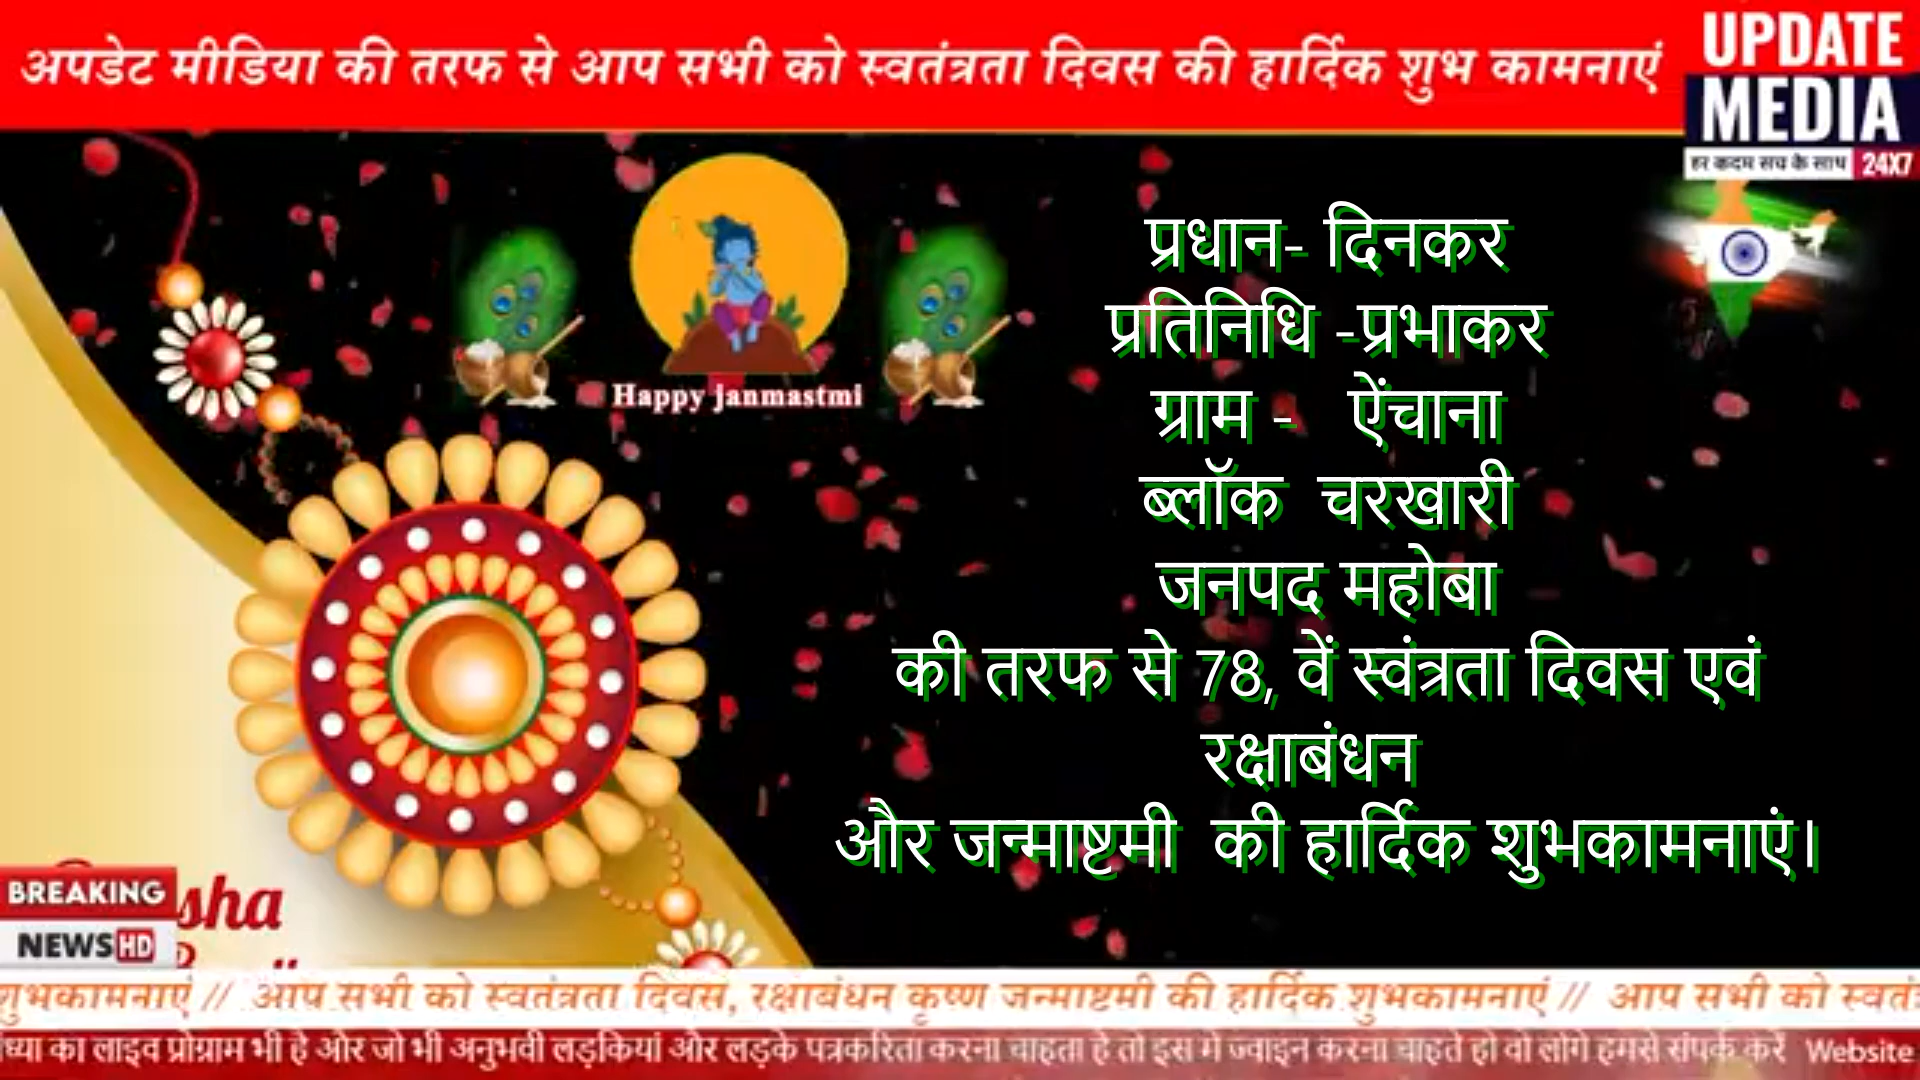 अपडेट मीडिया की तरफ से आप सभी को स्वतंत्रता दिवस की हार्दिक शुभ कामनाएं
UPDATE
MEDIA
हर कदम सच के साथ 24X7
Happy janmastmi
प्रधान- दिनकर
प्रतिनिधि -प्रभाकर
ग्राम - ऐंचाना
ब्लॉक चरखारी
जनपद महोबा
की तरफ से 78, वें स्वंत्रता दिवस एवं
रक्षाबंधन
और जन्माष्टमी की हार्दिक शुभकामनाएं।
BREAKING
NEWS HD
शुभकामनाएं // आप सभी को स्वतंत्रता दिवस, रक्षाबंधन कृष्ण जन्माष्टमी की हार्दिक शुभकामनाएं // आप सभी को
का लाइव प्रोग्राम भी है और जो भी अनुभवी लड़कियां और लड़के पत्रकरिता करना चाहता है तो इस मे ज्वाइन करना चाहते हो वो लोग हमसे संपर्क करें Website